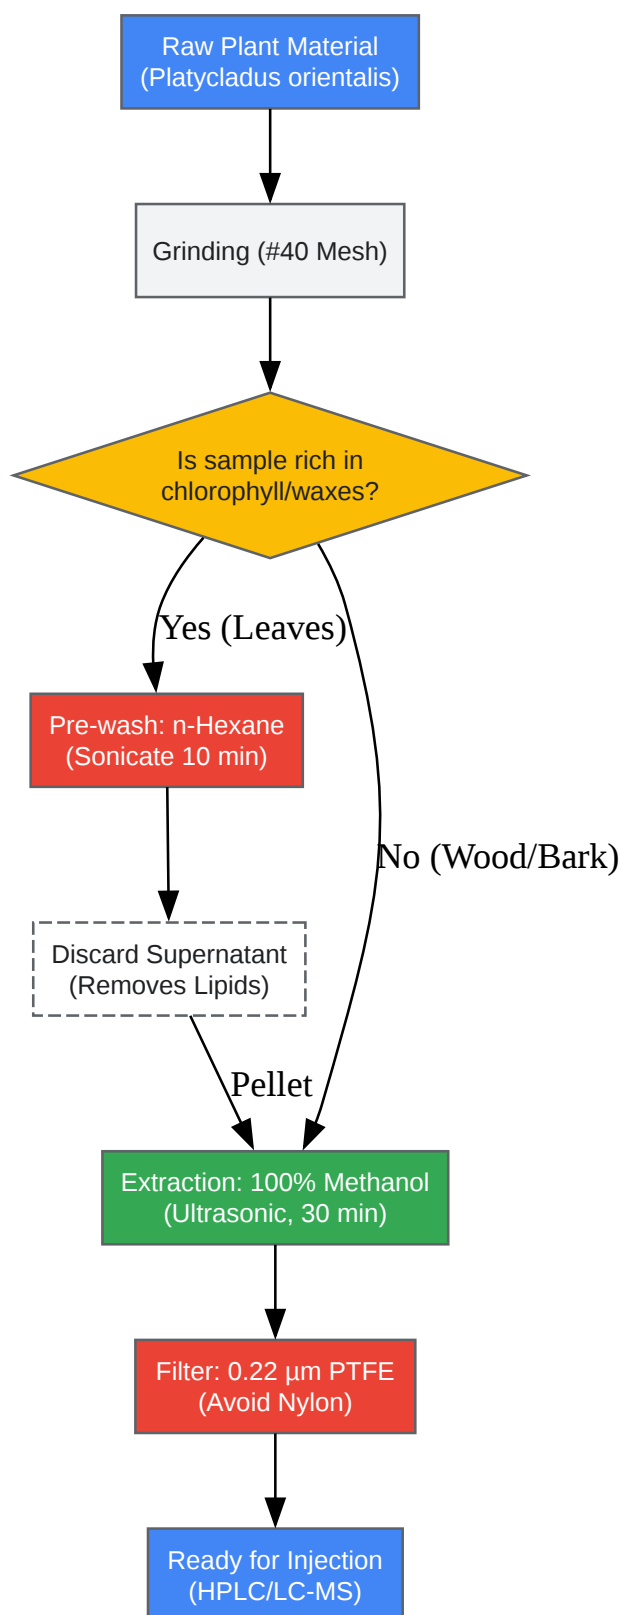 Raw Plant Material
(Platycladus orientalis)
Grinding (#40 Mesh)
Is sample rich in
chlorophyll/waxes?
Yes (Leaves)
Pre-wash: n-Hexane
(Sonicate 10 min)
No (Wood/Bark)
Discard Supernatant
(Removes Lipids)
Pellet
Extraction: 100% Methanol
(Ultrasonic, 30 min)
Filter: 0.22 µm PTFE
(Avoid Nylon)
Ready for Injection
(HPLC/LC-MS)